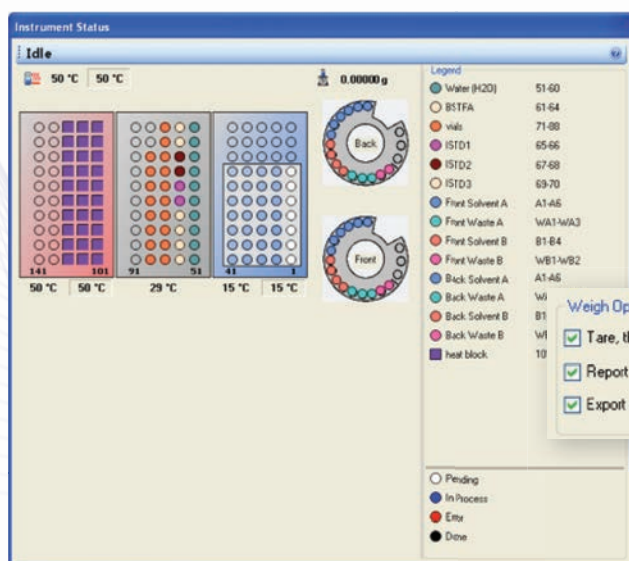 Instrument Status
Idle
50 °C 50 °C
0.00000 g
Back
Front
141 101
91 51
41 1
50 °C 50 °C
29 °C
15 °C 15 °C
Legend
Water (H2O) 51-60
BSTFA 61-64
vials 71-88
ISTD1 65-66
ISTD2 67-68
ISTD3 69-70
Front Solvent A A1-A6
Front Waste A WA1-WA3
Front Solvent B B1-B4
Front Waste B WB1-WB2
Back Solvent A A1-A6
Back Waste A
Back Solvent B
Back Waste B
heat block
Pending
In Process
Error
Done
Weigh Op
Tare, th
Report
Export